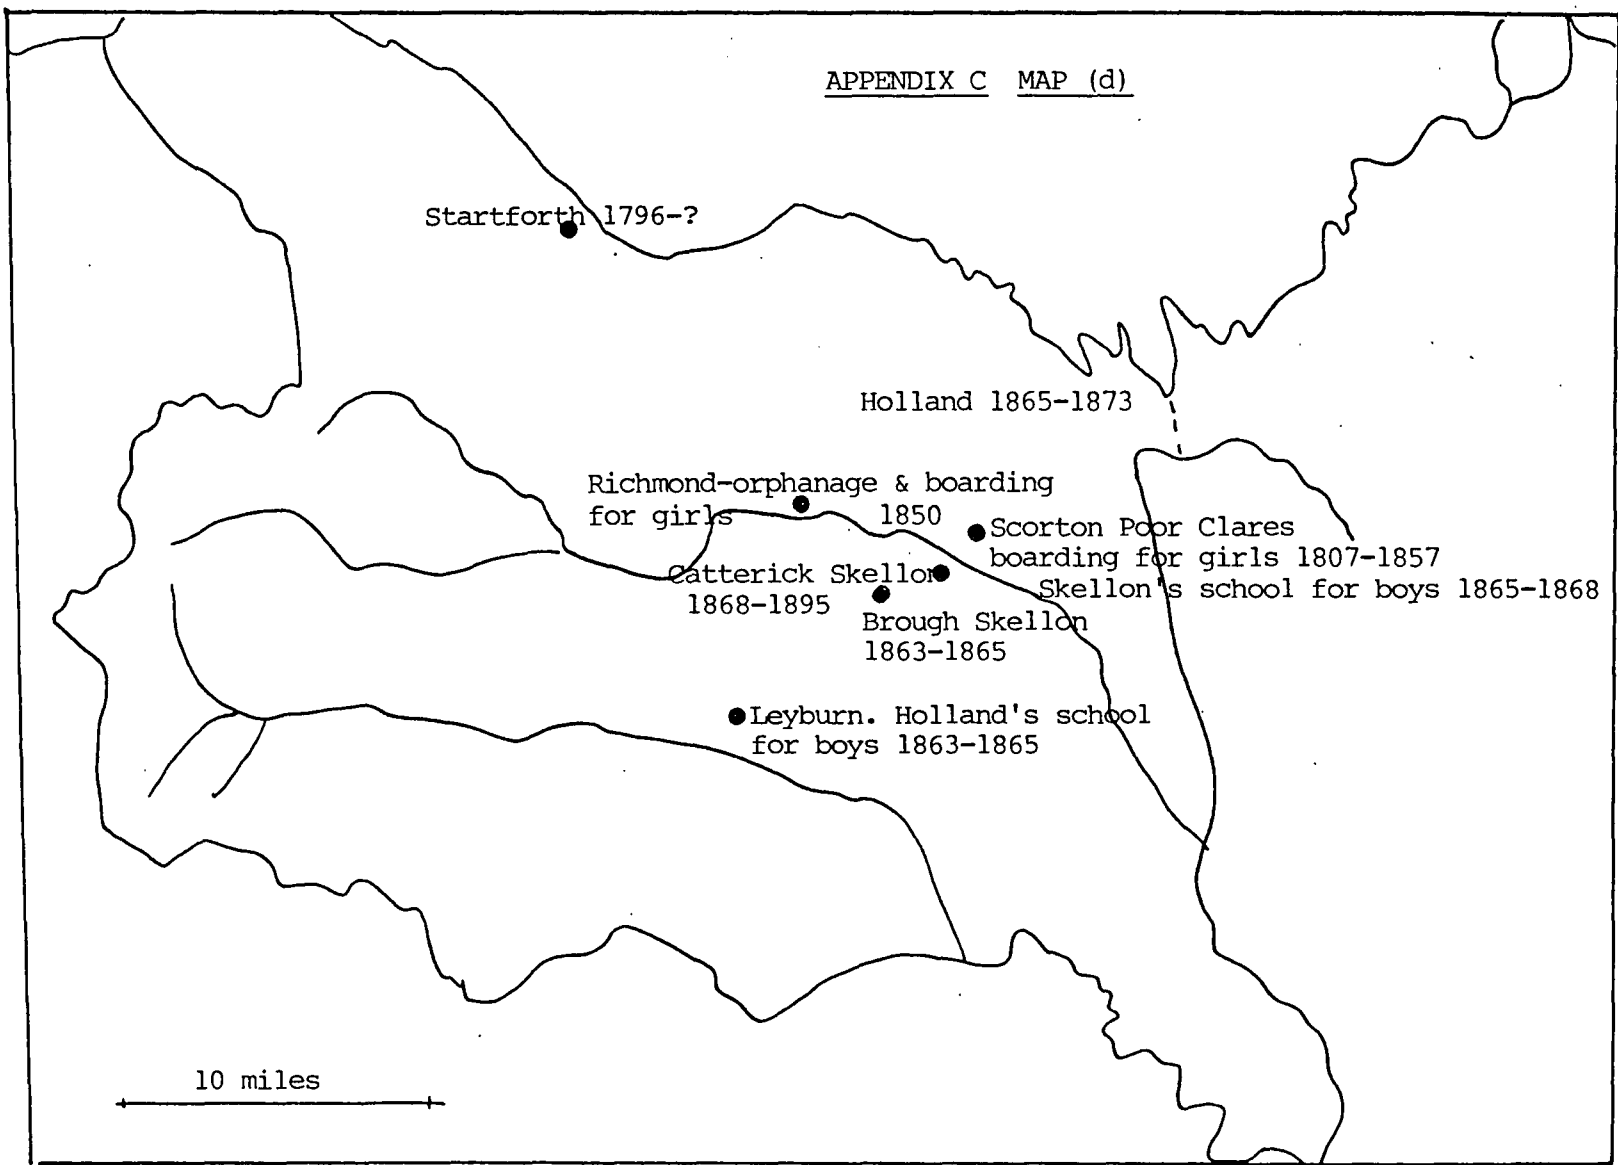 APPENDIX C MAP (d)
Startforth 1796-?
Holland 1865-1873
Richmond-orphanage & boarding
for girls 1850
Scorton Poor Clares
boarding for girls 1807-1857
Skellon's school for boys 1865-1868
Catterick Skellon
1868-1895
Brough Skellon
1863-1865
Leyburn. Holland's school
for boys 1863-1865
10 miles